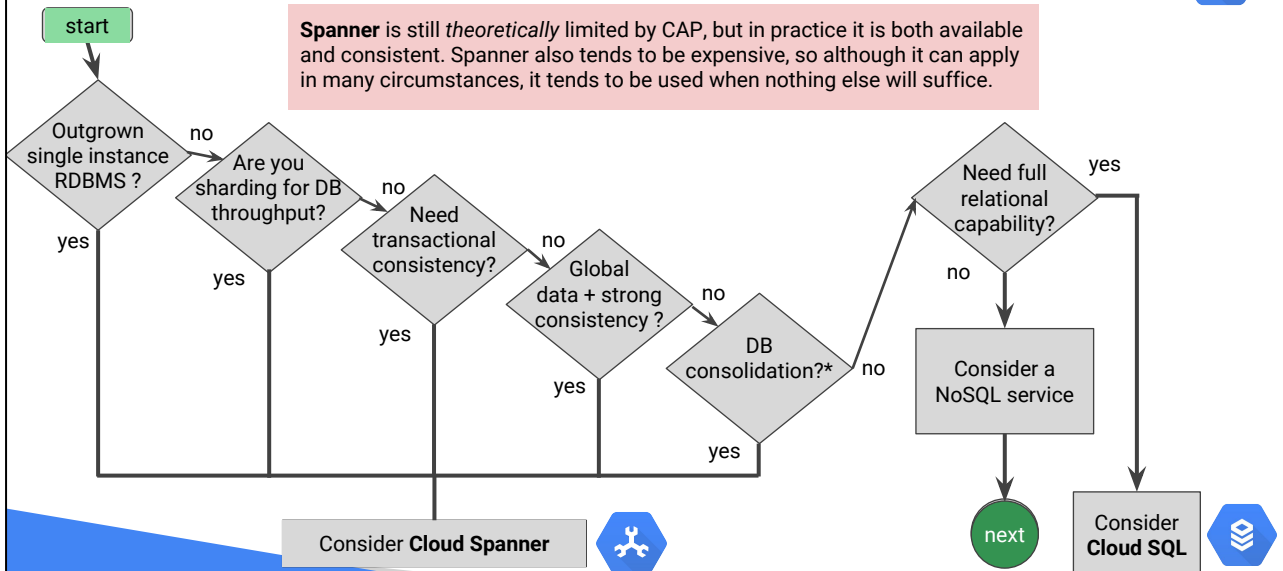 start
Spanner is still theoretically limited by CAP, but in practice it is both available
and consistent. Spanner also tends to be expensive, so although it can apply
in many circumstances, it tends to be used when nothing else will suffice.
Outgrown
single instance
RDBMS ?
no
yes
Are you
sharding for DB
throughput?
no
yes
Need
transactional
consistency?
no
yes
Global
data + strong
consistency ?
no
yes
DB
consolidation?*
no
yes
Need full
relational
capability?
yes
no
Consider a
NoSQL service
next
Consider
Cloud SQL
Consider Cloud Spanner